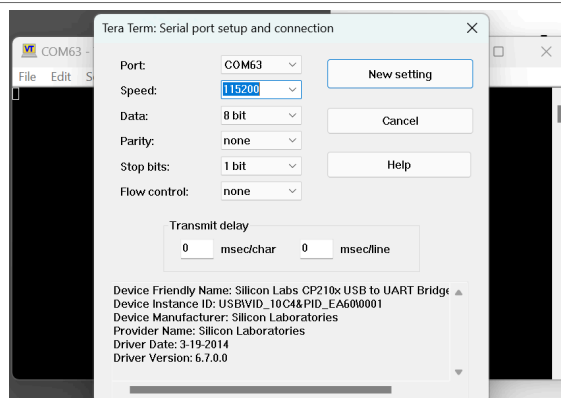 Tera Term: Serial port setup and connection
COM63 -
File Edit S
Port: COM63
New setting
Speed: 115200
Data: 8 bit
Cancel
Parity: none
Stop bits: 1 bit
Help
Flow control: none
Transmit delay
0 msec/char 0 msec/line
Device Friendly Name: Silicon Labs CP210x USB to UART Bridge
Device Instance ID: USB\VID_10C4&PID_EA60\0001
Device Manufacturer: Silicon Laboratories
Provider Name: Silicon Laboratories
Driver Date: 3-19-2014
Driver Version: 6.7.0.0